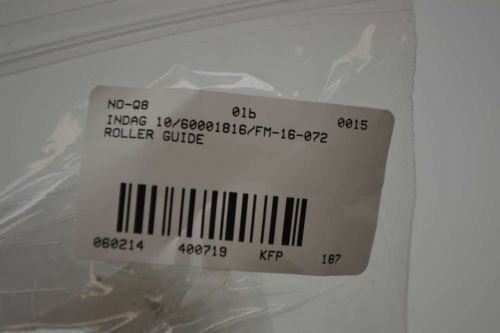 NO-Q8 01b 0015
INDAG 10/60001816/FM-16-072
ROLLER GUIDE
060214 400719 KFP 187